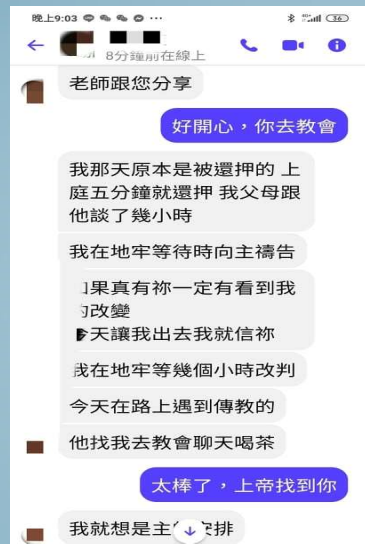 晚上9:03
36
8分鐘前在線上
老師跟您分享
好開心，你去教會
我那天原本是被還押的 上
庭五分鐘就還押 我父母跟
他談了幾小時
我在地牢等待時向主禱告
果真有祢一定有看到我
改變
天讓我出去我就信祢
我在地牢等幾個小時改判
今天在路上遇到傳教的
他找我去教會聊天喝茶
太棒了，上帝找到你
我就想是主 安排